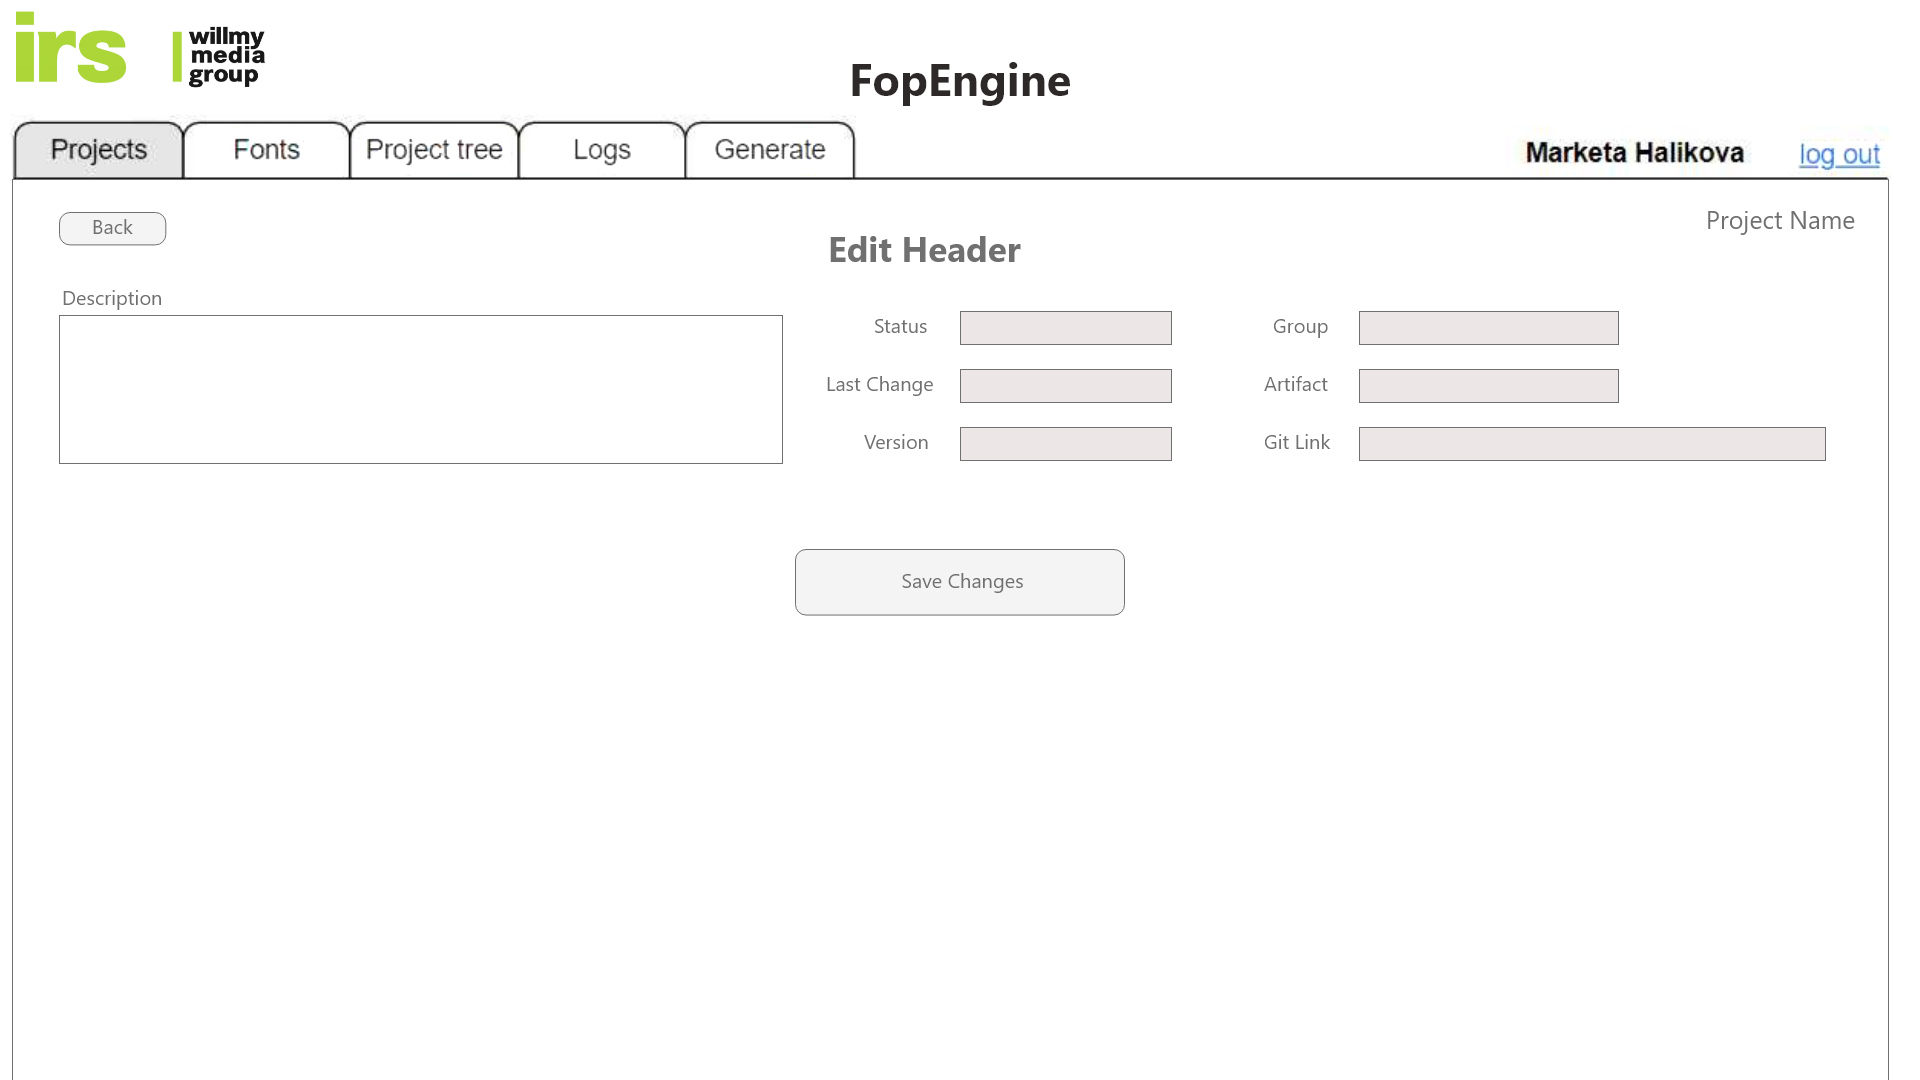 irs
willmy
media
group
FopEngine
Projects
Fonts
Project tree
Logs
Generate
Marketa Halikova
log out
Back
Project Name
Edit Header
Description
Status
Group
Last Change
Artifact
Version
Git Link
Save Changes